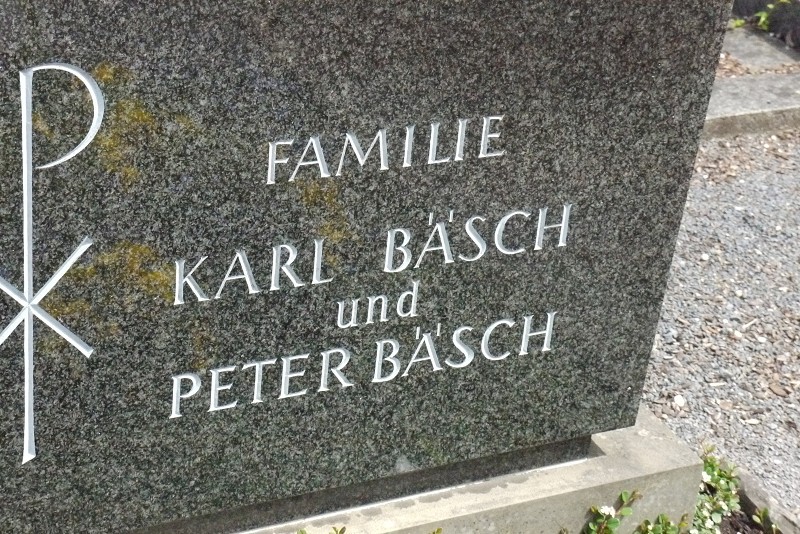 FAMILIE
KARL BÄSCH
und
PETER BÄSCH